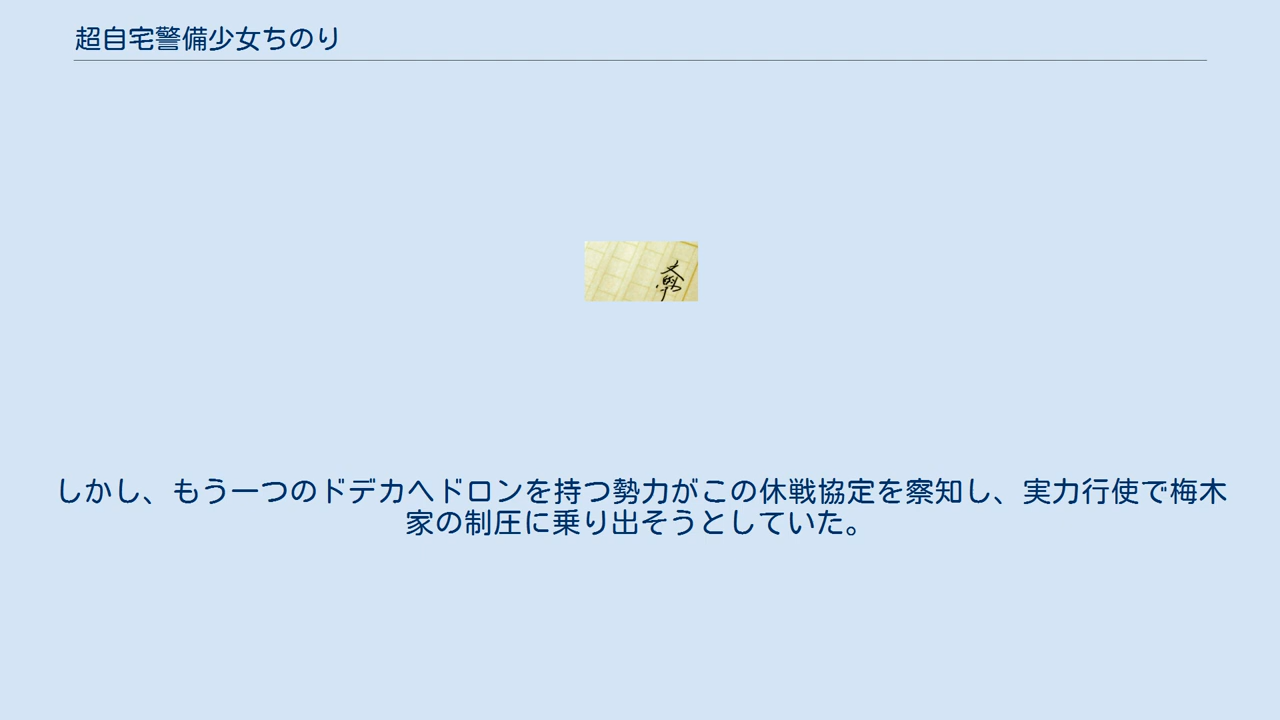 超自宅警備少女ちのり
しかし、もう一つのドデカヘドロンを持つ勢力がこの休戦協定を察知し、実力行使で梅木
家の制圧に乗り出そうとしていた。